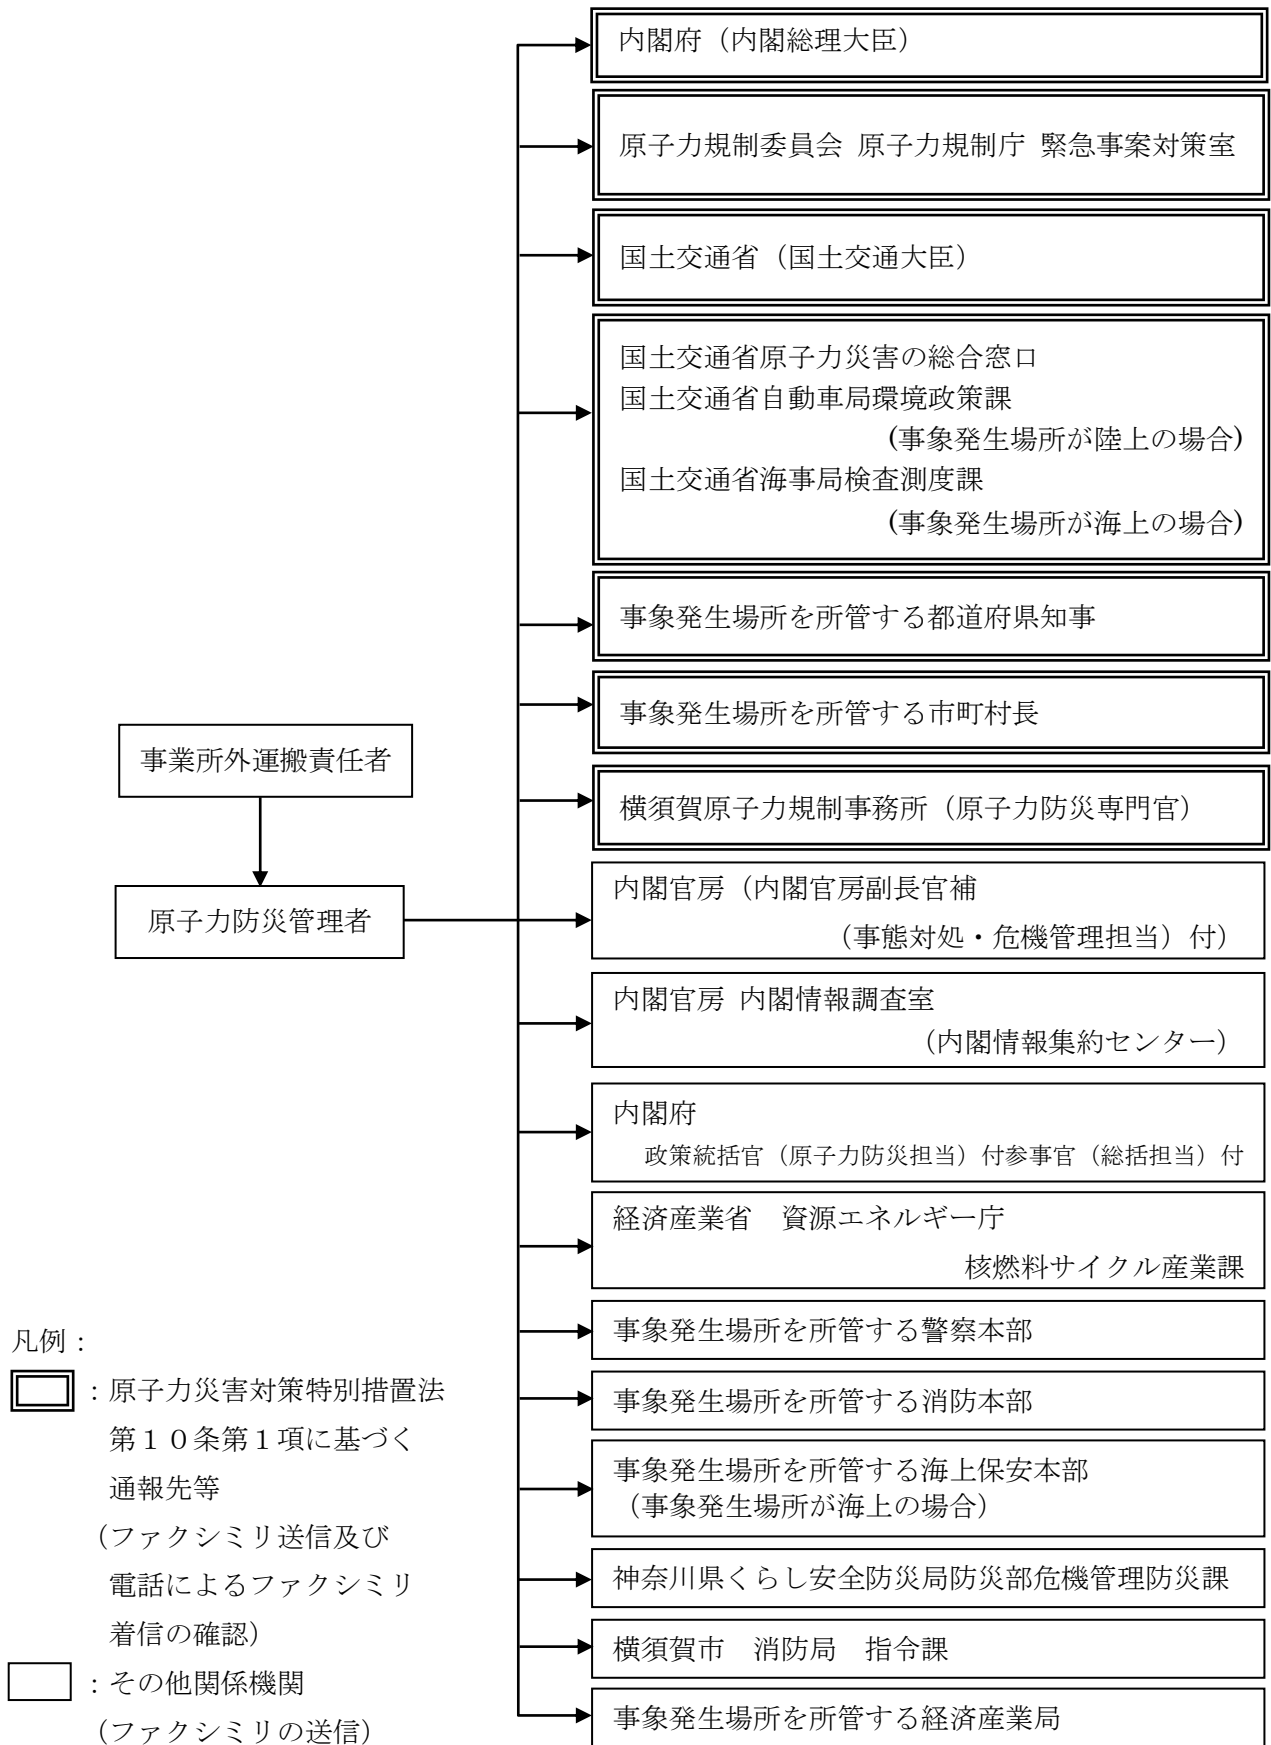 内閣府（内閣総理大臣）
原子力規制委員会 原子力規制庁 緊急事案対策室
国土交通省（国土交通大臣）
国土交通省原子力災害の総合窓口
国土交通省自動車局環境政策課
(事象発生場所が陸上の場合)
国土交通省海事局検査測度課
(事象発生場所が海上の場合)
事象発生場所を所管する都道府県知事
事象発生場所を所管する市町村長
横須賀原子力規制事務所（原子力防災専門官）
事業所外運搬責任者
原子力防災管理者
内閣官房（内閣官房副長官補
（事態対処・危機管理担当）付）
内閣官房 内閣情報調査室
（内閣情報集約センター）
内閣府
政策統括官（原子力防災担当）付参事官（総括担当）付
経済産業省　資源エネルギー庁
核燃料サイクル産業課
事象発生場所を所管する警察本部
事象発生場所を所管する消防本部
事象発生場所を所管する海上保安本部
（事象発生場所が海上の場合）
神奈川県くらし安全防災局防災部危機管理防災課
横須賀市　消防局　指令課
事象発生場所を所管する経済産業局
凡例：
：原子力災害対策特別措置法
第１０条第１項に基づく
通報先等
（ファクシミリ送信及び
電話によるファクシミリ
着信の確認）
：その他関係機関
（ファクシミリの送信）